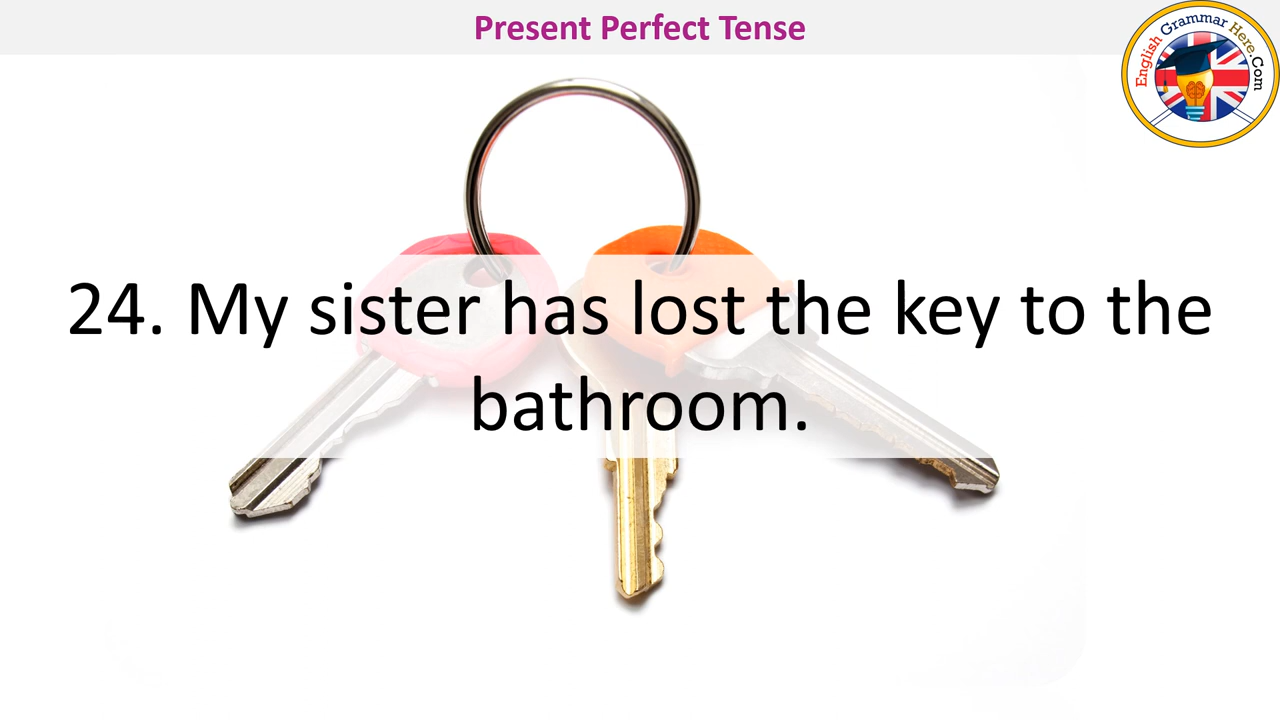 Present Perfect Tense
English Grammar Here.Com
24. My sister has lost the key to the
bathroom.